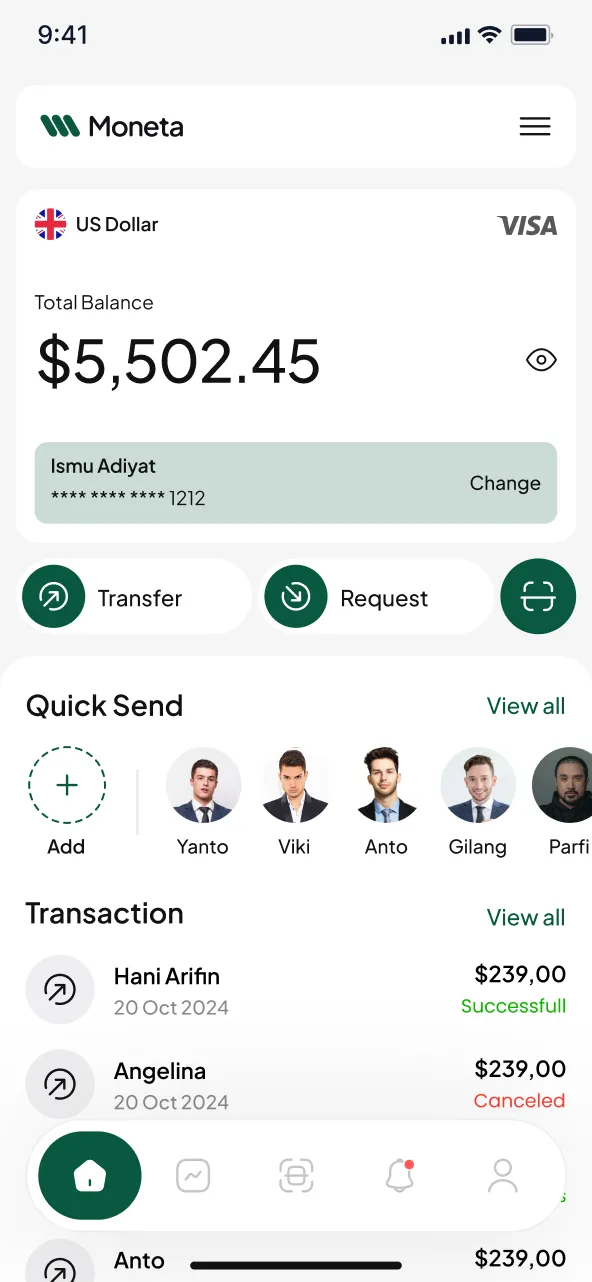 9:41
Moneta
US Dollar
VISA
Total Balance
$5,502.45
Ismu Adiyat
**** **** **** 1212
Change
Transfer
Request
Quick Send
View all
Add
Yanto
Viki
Anto
Gilang
Parfi
Transaction
View all
Hani Arifin
$239,00
20 Oct 2024
Successfull
Angelina
$239,00
20 Oct 2024
Canceled
Anto
$239,00